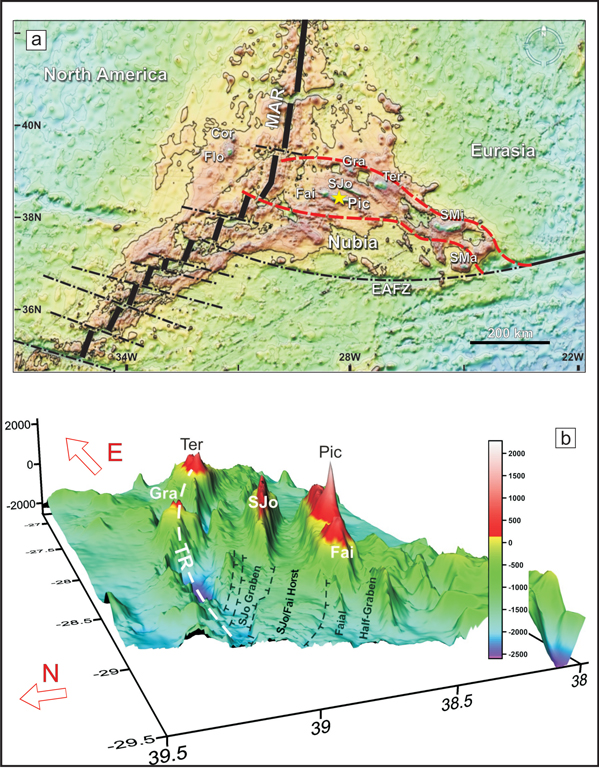 a
N
North America
MAR
40N
Cor
Flo
Eurasia
Gra
Ter
SJo
Fai
Pic
38N
SMi
Nubia
SMa
EAFZ
36N
200 km
34W
28W
22W
b
2000
0
-2000
E
Ter
Pic
Gra
SJo
Fai
TR
SJo Graben
SJo/Fai Horst
Faial
Half-Graben
2000
1500
1000
500
0
-500
-1000
-1500
-2000
-2500
-27
-27.5
-28
-28.5
-29
-29.5
N
39.5
39
38.5
38